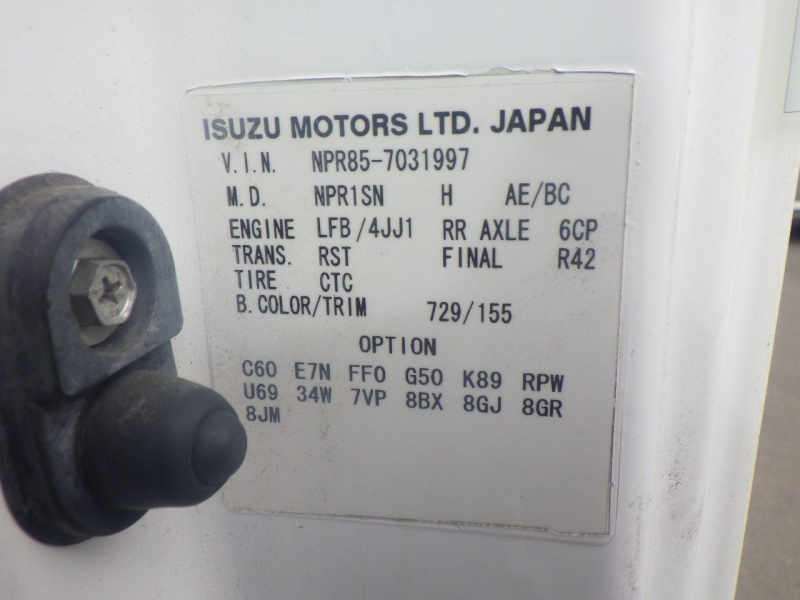 ISUZU MOTORS LTD. JAPAN
V.I.N. NPR85-7031997
M.D. NPR1SN H AE/BC
ENGINE LFB/4JJ1 RR AXLE 6CP
TRANS. RST FINAL R42
TIRE CTC
B.COLOR/TRIM 729/155
OPTION
C60 E7N FF0 G50 K89 RPW
U69 34W 7VP 8BX 8GJ 8GR
8JM